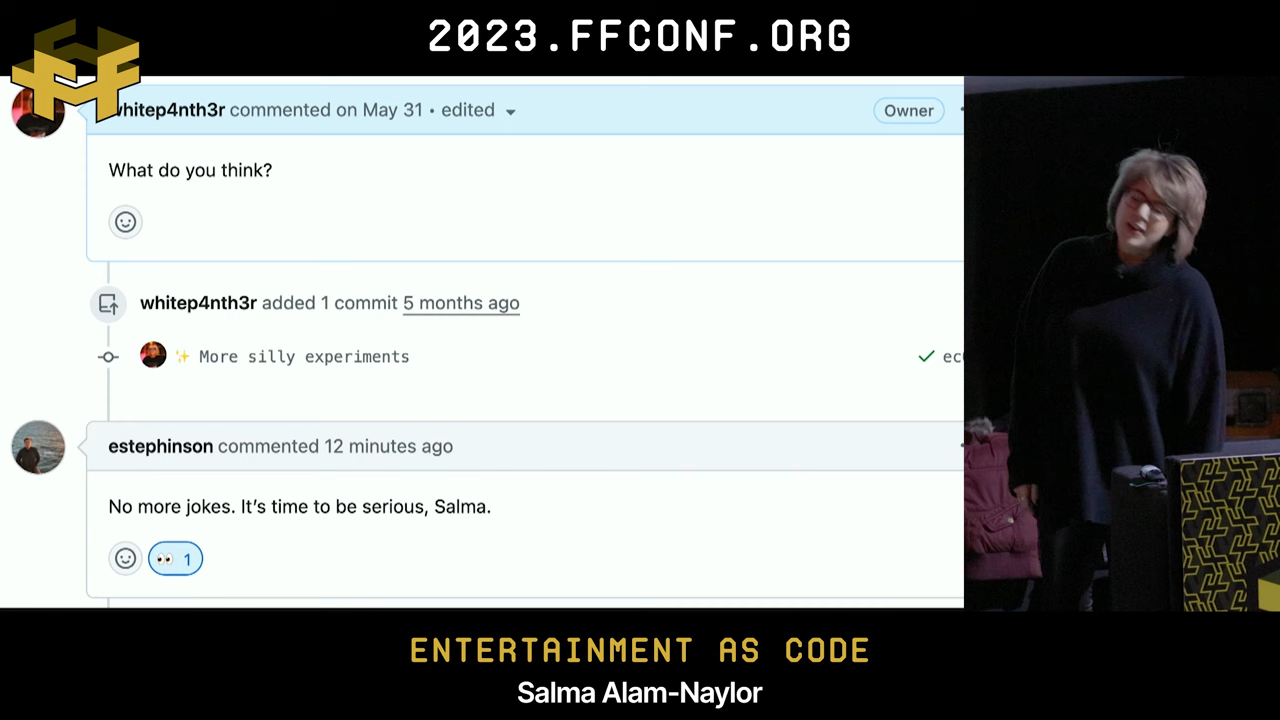 2023.FFCONF.ORG
whitep4nth3r commented on May 31 • edited
Owner
What do you think?
whitep4nth3r added 1 commit 5 months ago
✨ More silly experiments
estephinson commented 12 minutes ago
No more jokes. It’s time to be serious, Salma.
👀 1
ENTERTAINMENT AS CODE
Salma Alam-Naylor